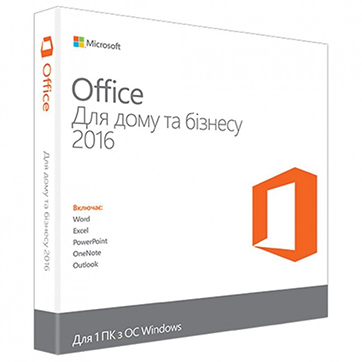 Microsoft
Office
Для дому та бізнесу
2016
Включає:
Word
Excel
PowerPoint
OneNote
Outlook
Для 1 ПК з ОС Windows
Office
Для дому та бізнесу 2016